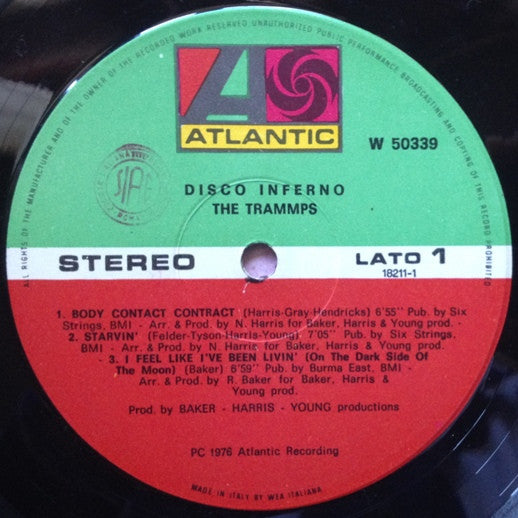 ALL RIGHTS OF THE MANUFACTURER AND OF THE OWNER OF THE RECORDED WORK RESERVED UNAUTHORIZED PUBLIC PERFORMANCE BROADCASTING AND COPYING OF THIS RECORD PROHIBITED
ATLANTIC
W 50339
DISCO INFERNO
THE TRAMMPS
STEREO
LATO 1
18211-1
1. BODY CONTACT CONTRACT (Harris-Gray-Hendricks) 6'55" Pub. by Six
Strings, BMI - Arr. & Prod. by N. Harris for Baker, Harris & Young prod. -
2. STARVIN' (Felder-Tyson-Harris-Young) 7'05" Pub. by Six Strings,
BMI - Arr. & Prod. by N. Harris for Baker, Harris & Young prod.
- 3. I FEEL LIKE I'VE BEEN LIVIN' (On The Dark Side Of
The Moon) (Baker) 6'59" Pub. by Burma East, BMI -
Arr. & Prod. by R. Baker for Baker, Harris &
Young prod.
Prod. by BAKER - HARRIS - YOUNG productions
PC 1976 Atlantic Recording
MADE IN ITALY BY WEA ITALIANA